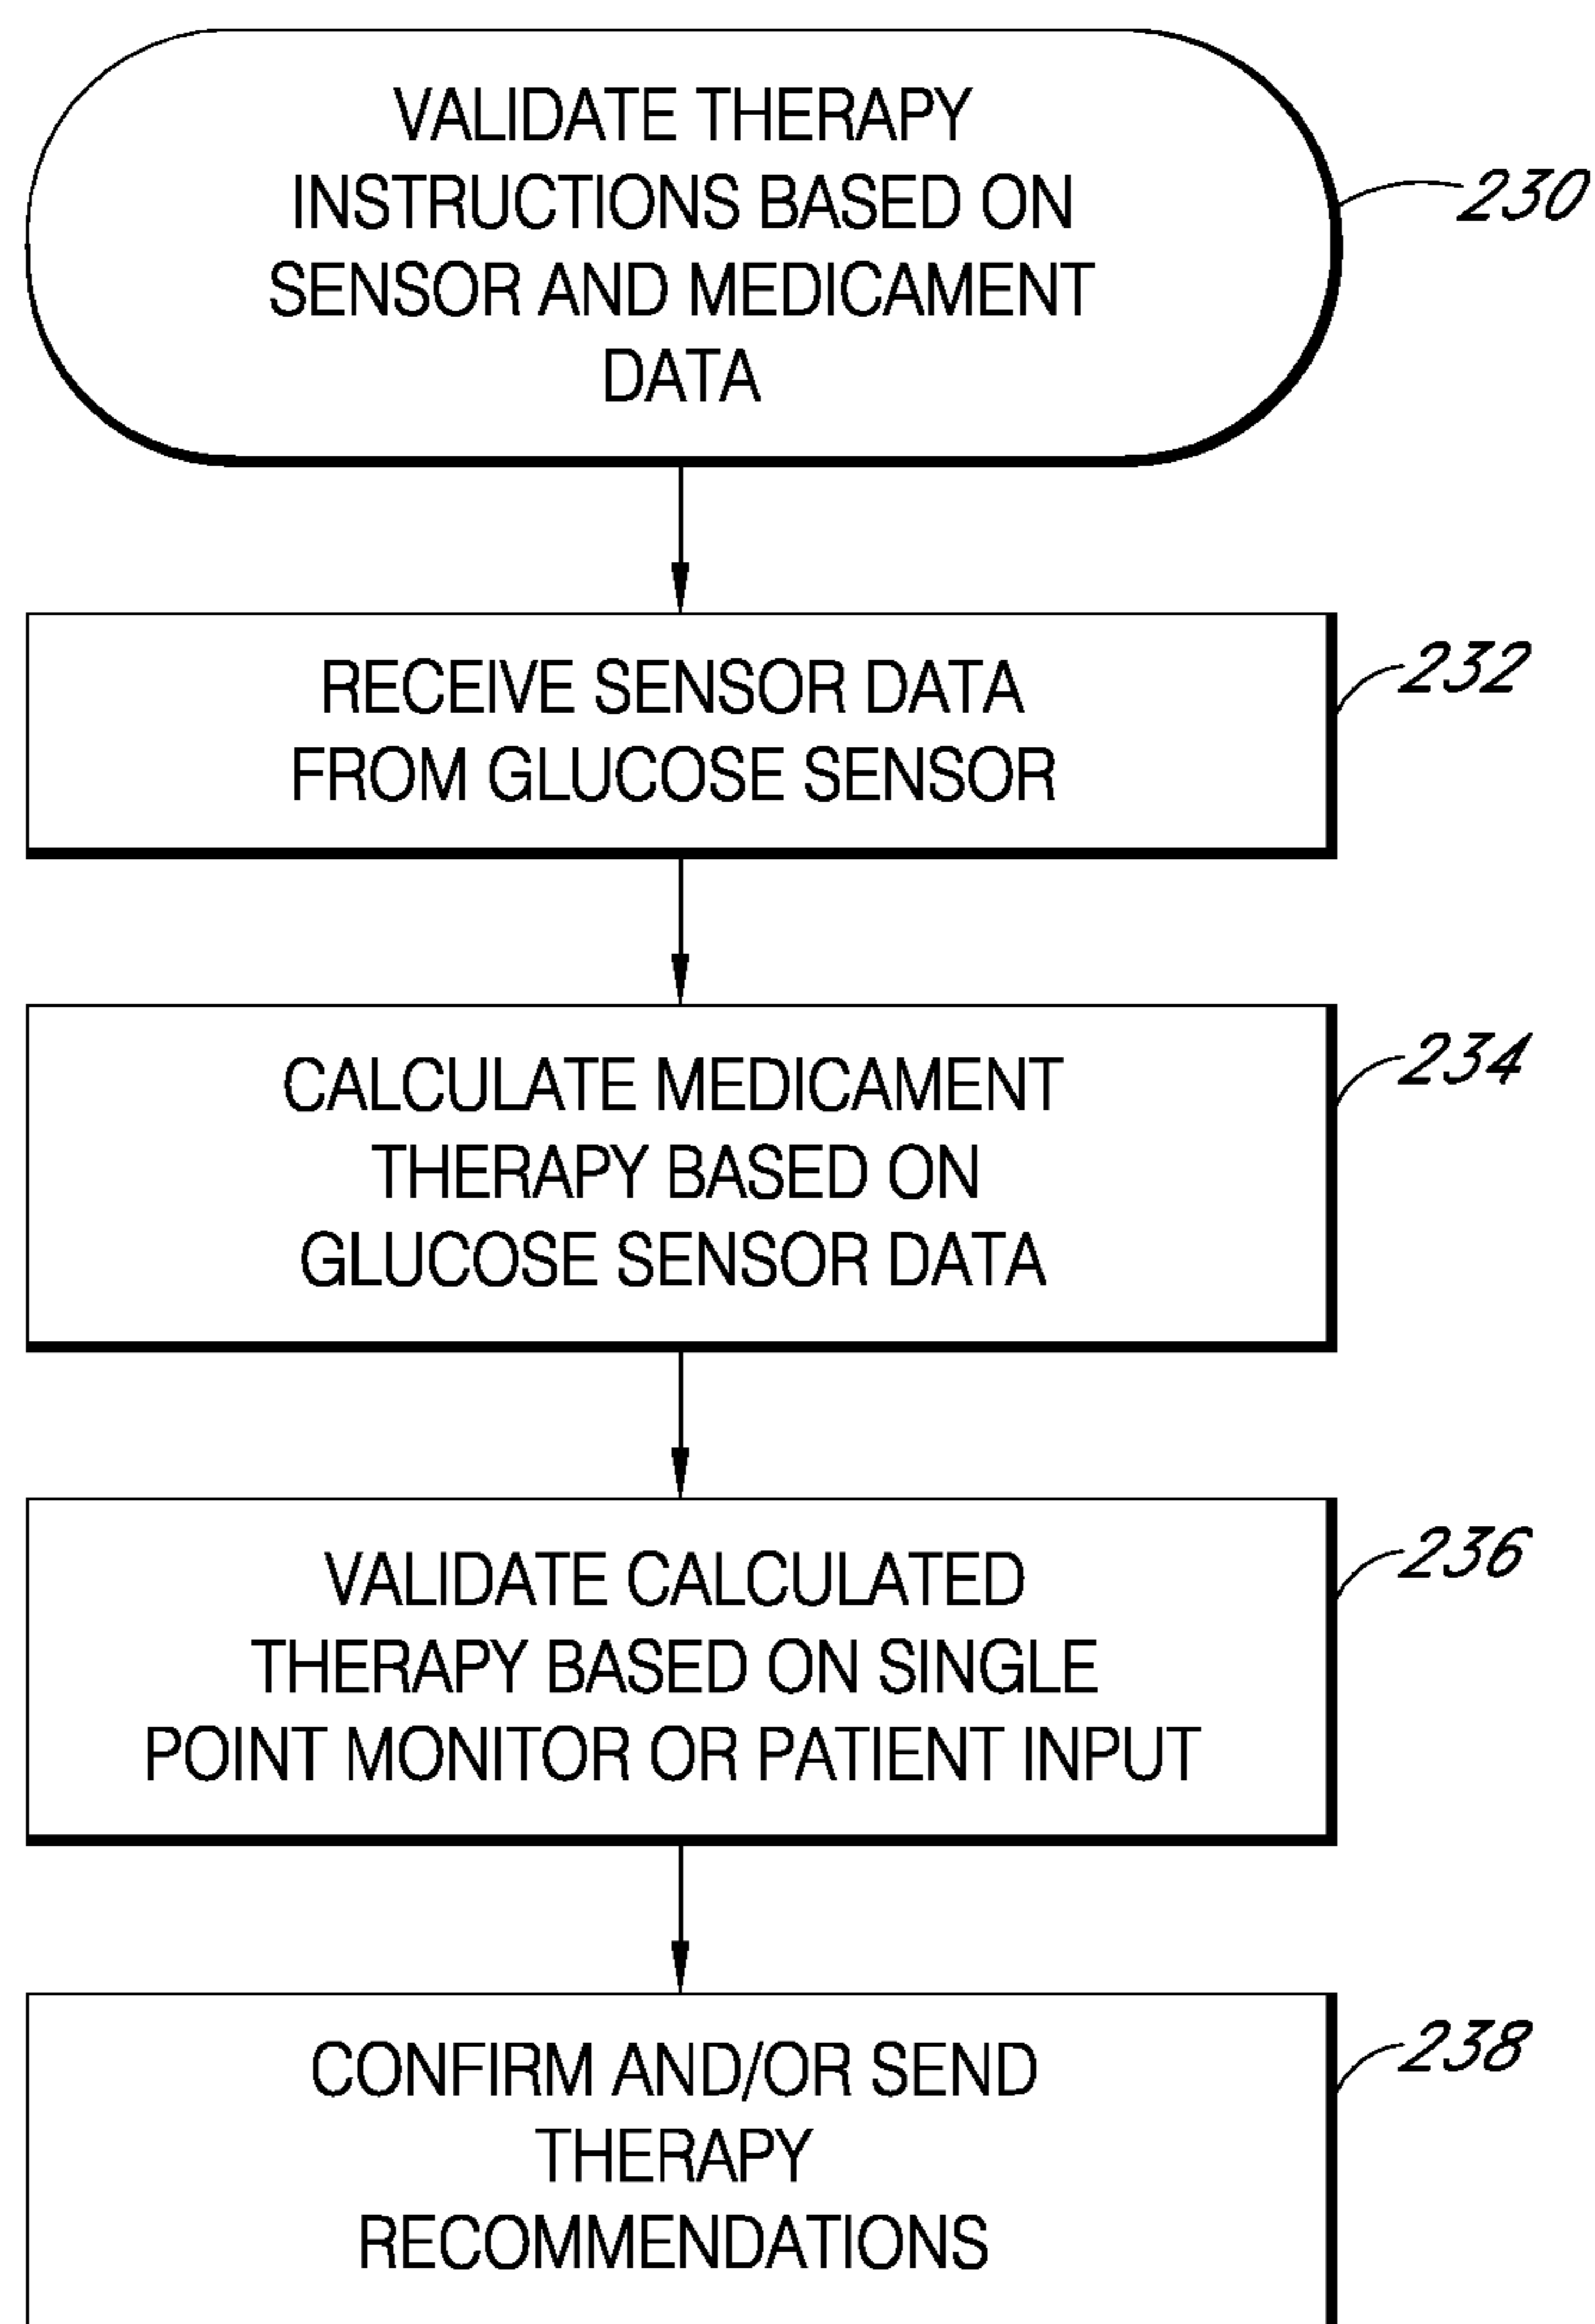 VALIDATE THERAPY
INSTRUCTIONS BASED ON
SENSOR AND MEDICAMENT
DATA
230
RECEIVE SENSOR DATA
FROM GLUCOSE SENSOR
232
CALCULATE MEDICAMENT
THERAPY BASED ON
GLUCOSE SENSOR DATA
234
VALIDATE CALCULATED
THERAPY BASED ON SINGLE
POINT MONITOR OR PATIENT INPUT
236
CONFIRM AND/OR SEND
THERAPY
RECOMMENDATIONS
238